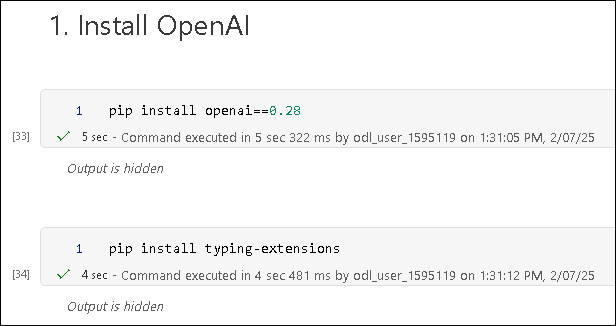 1. Install OpenAI
1 pip install openai==0.28
[33] 5 sec - Command executed in 5 sec 322 ms by odl_user_1595119 on 1:31:05 PM, 2/07/25
Output is hidden
1 pip install typing-extensions
[34] 4 sec - Command executed in 4 sec 481 ms by odl_user_1595119 on 1:31:12 PM, 2/07/25
Output is hidden